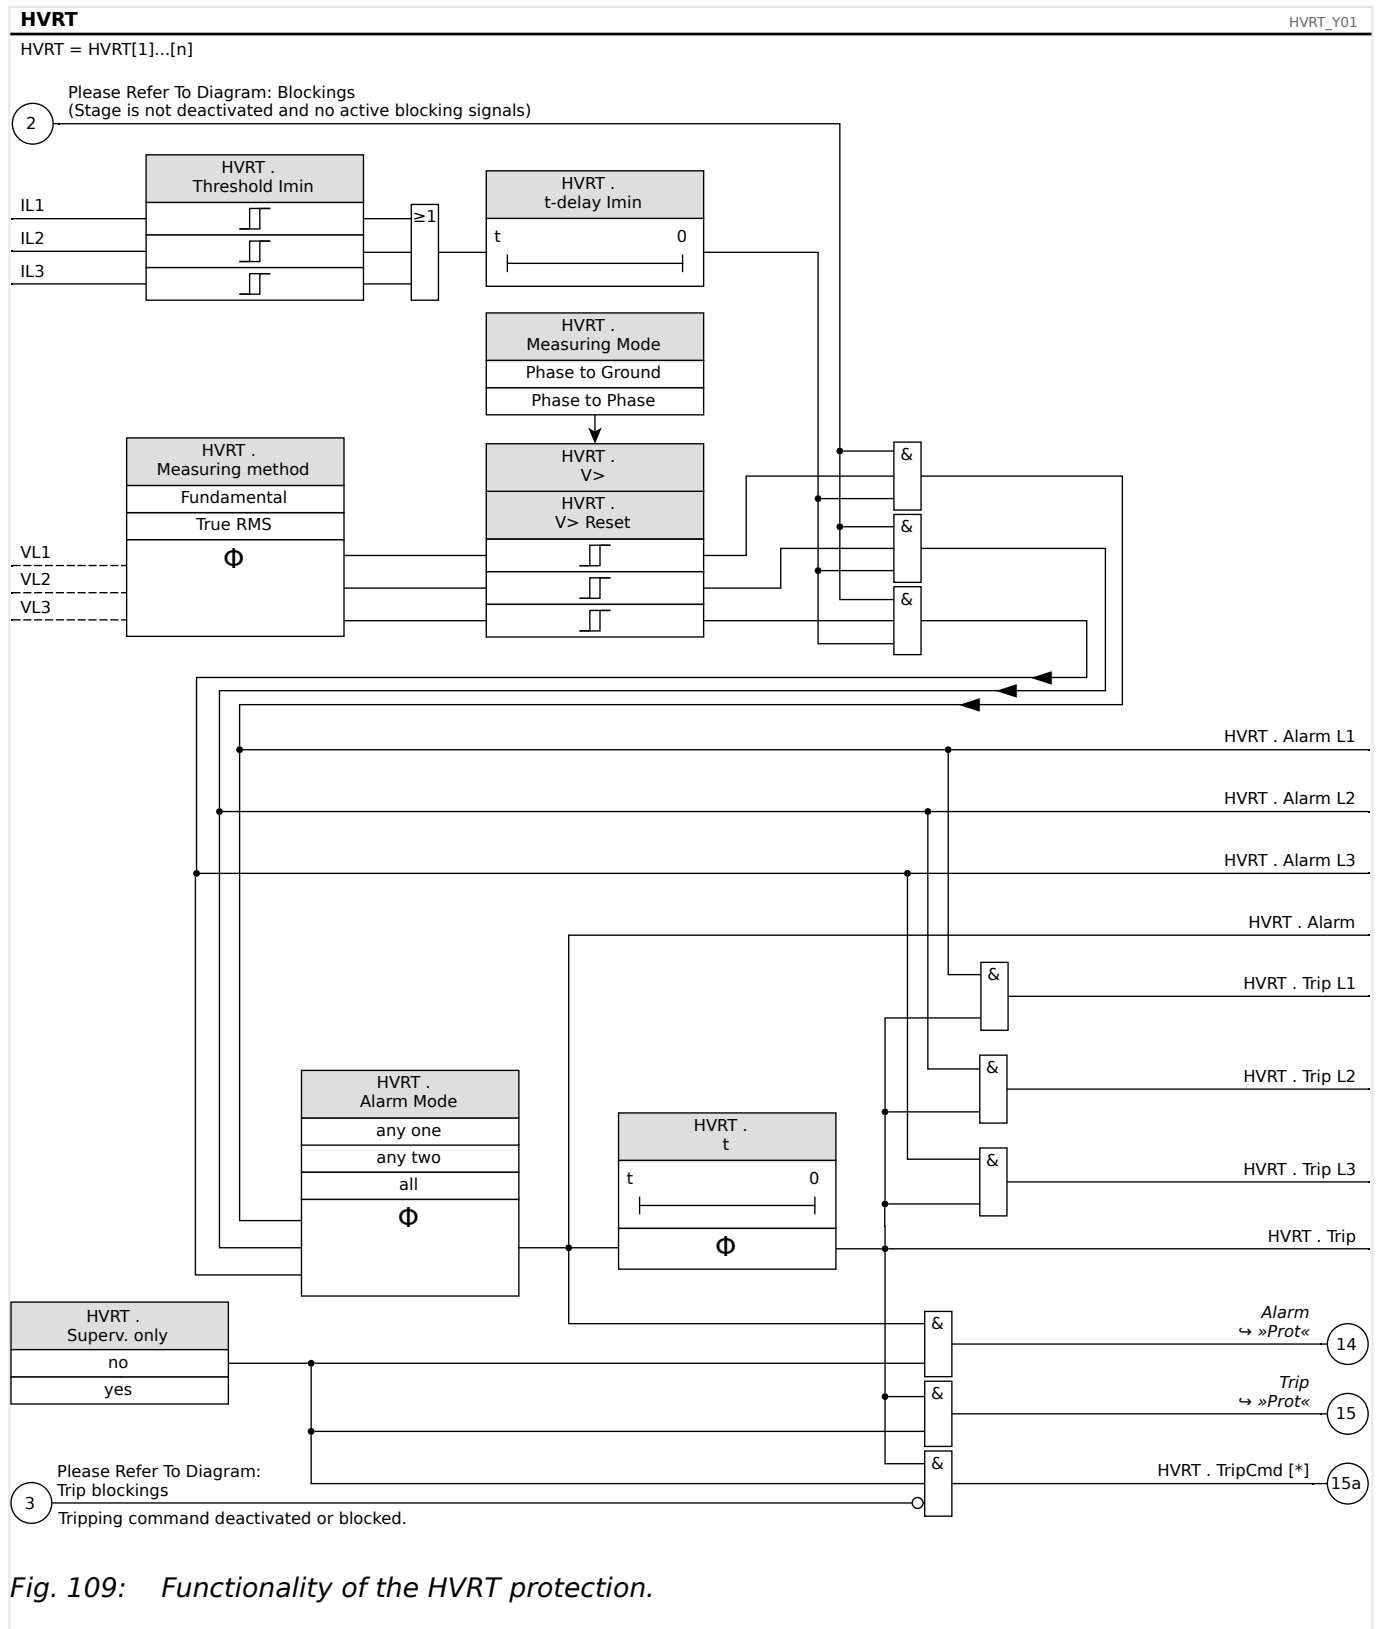 HVRT
HVRT_Y01
HVRT = HVRT[1]...[n]
Please Refer To Diagram: Blockings
(Stage is not deactivated and no active blocking signals)
2
HVRT .
Threshold Imin
IL1
IL2
IL3
≥1
HVRT .
t-delay Imin
t 0
HVRT .
Measuring Mode
Phase to Ground
Phase to Phase
HVRT .
Measuring method
Fundamental
True RMS
Φ
VL1
VL2
VL3
HVRT .
V>
HVRT .
V> Reset
&
&
&
HVRT . Alarm L1
HVRT . Alarm L2
HVRT . Alarm L3
HVRT . Alarm
&
HVRT . Trip L1
&
HVRT . Trip L2
&
HVRT . Trip L3
HVRT .
Alarm Mode
any one
any two
all
Φ
HVRT .
t
t 0
Φ
HVRT . Trip
HVRT .
Superv. only
no
yes
&
Alarm
↪ »Prot«
14
&
Trip
↪ »Prot«
15
&
HVRT . TripCmd [*]
15a
Please Refer To Diagram:
Trip blockings
3
Tripping command deactivated or blocked.
Fig. 109: Functionality of the HVRT protection.